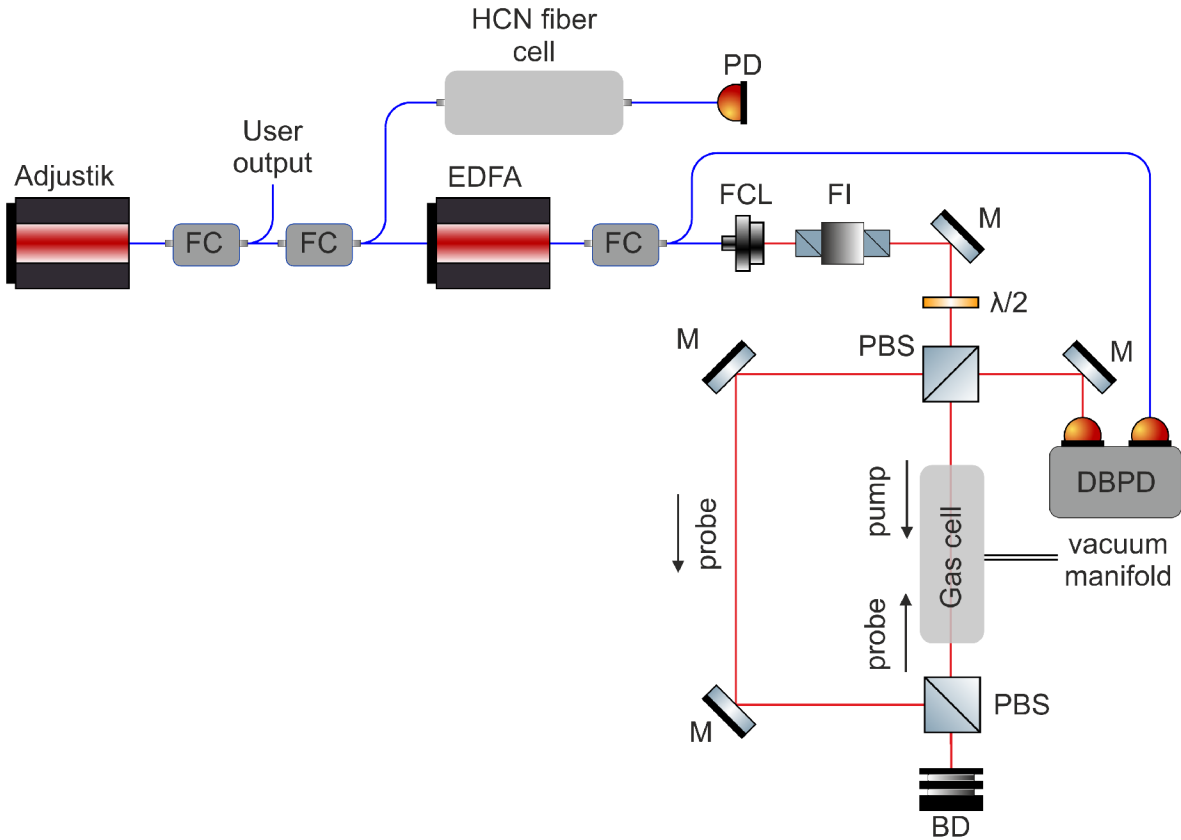 HCN fiber
cell
PD
User
output
Adjustik
EDFA
FCL
FI
M
FC
FC
FC
λ/2
M
PBS
M
pump
DBPD
probe
Gas cell
vacuum
manifold
probe
M
PBS
BD